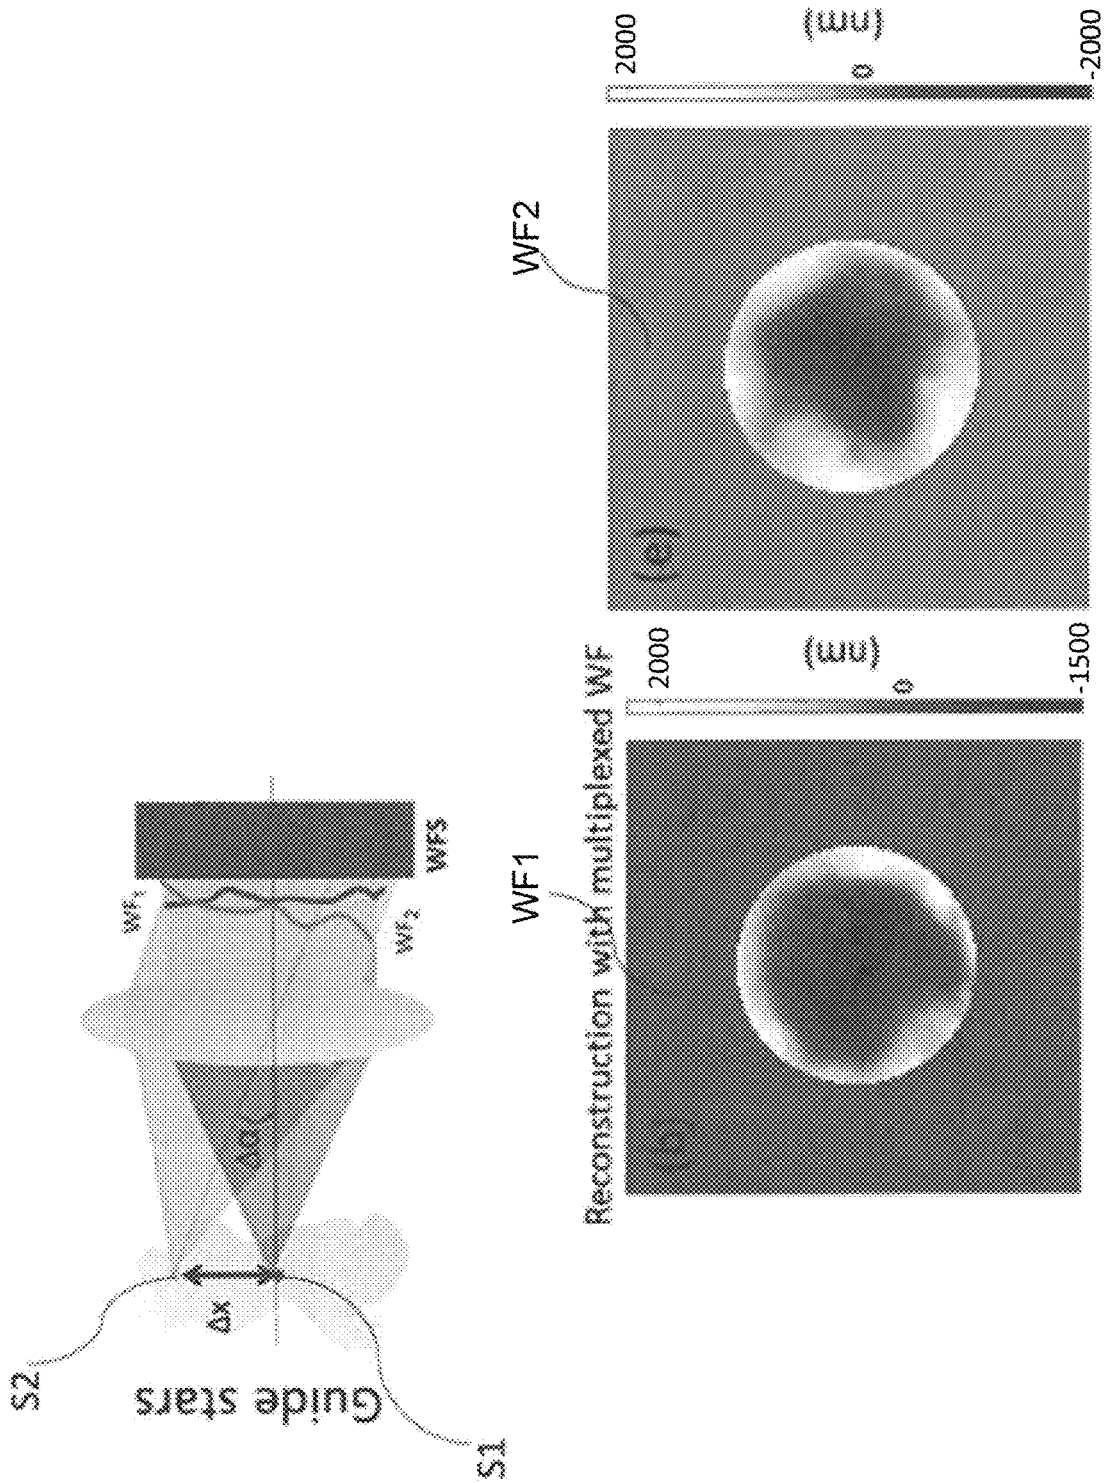 S2
S1
Guide stars
Δx
Δα
WF₁
WF₂
WFS
Reconstruction with multiplexed WF
WF1
2000
0
-1500
(nm)
WF2
(e)
2000
0
-2000
(nm)